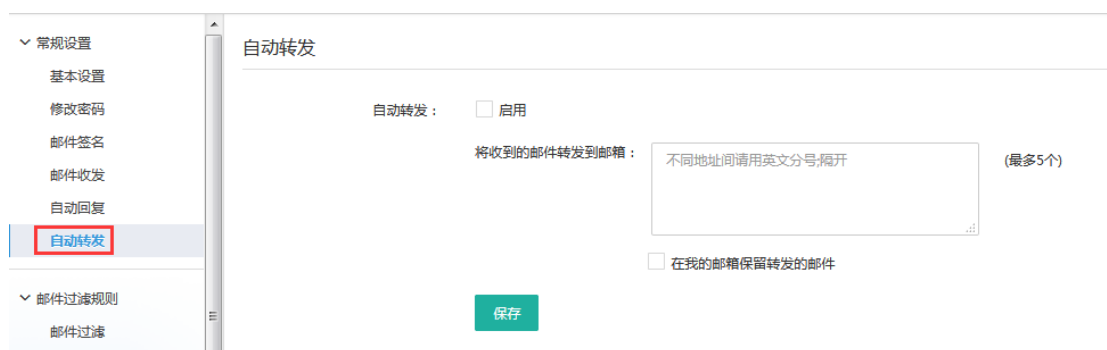 常规设置
基本设置
修改密码
邮件签名
邮件收发
自动回复
自动转发
邮件过滤规则
邮件过滤
自动转发
自动转发：
启用
将收到的邮件转发到邮箱：
不同地址间请用英文分号;隔开
(最多5个)
在我的邮箱保留转发的邮件
保存